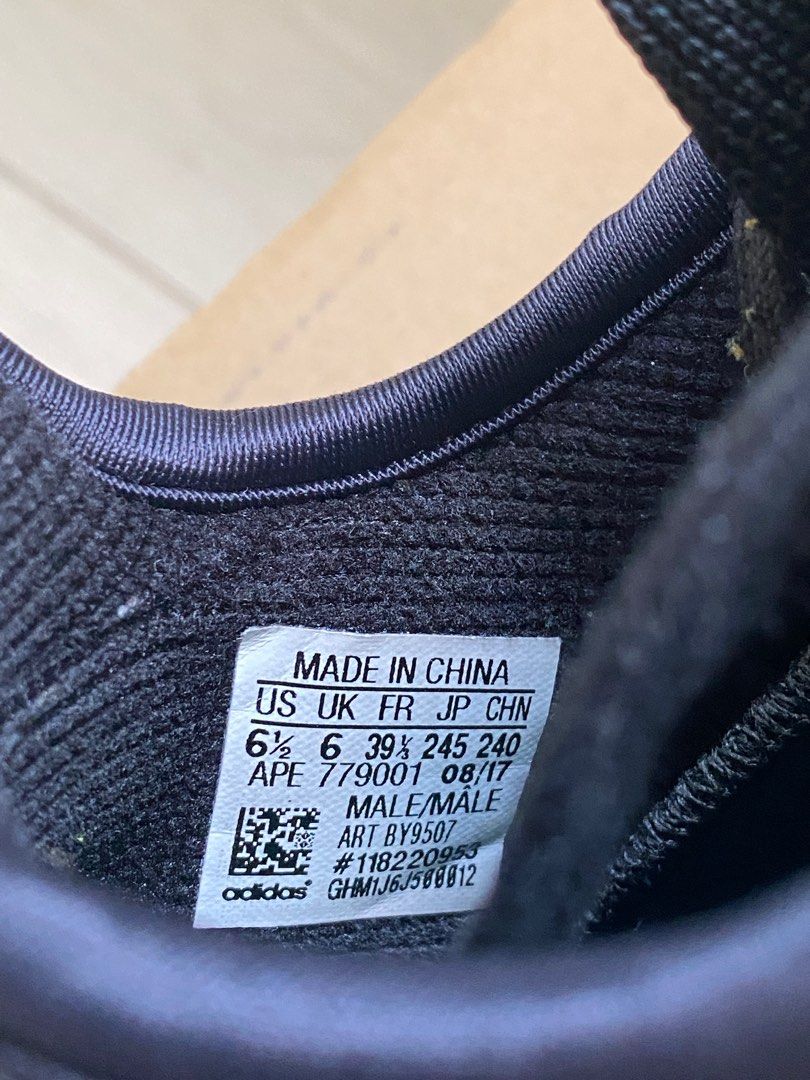 MADE IN CHINA
US UK FR JP CHN
6½ 6 39⅓ 245 240
APE 779001 08/17
MALE/MÂLE
ART BY9507
#118220953
GHM1J6J500012
adidas®